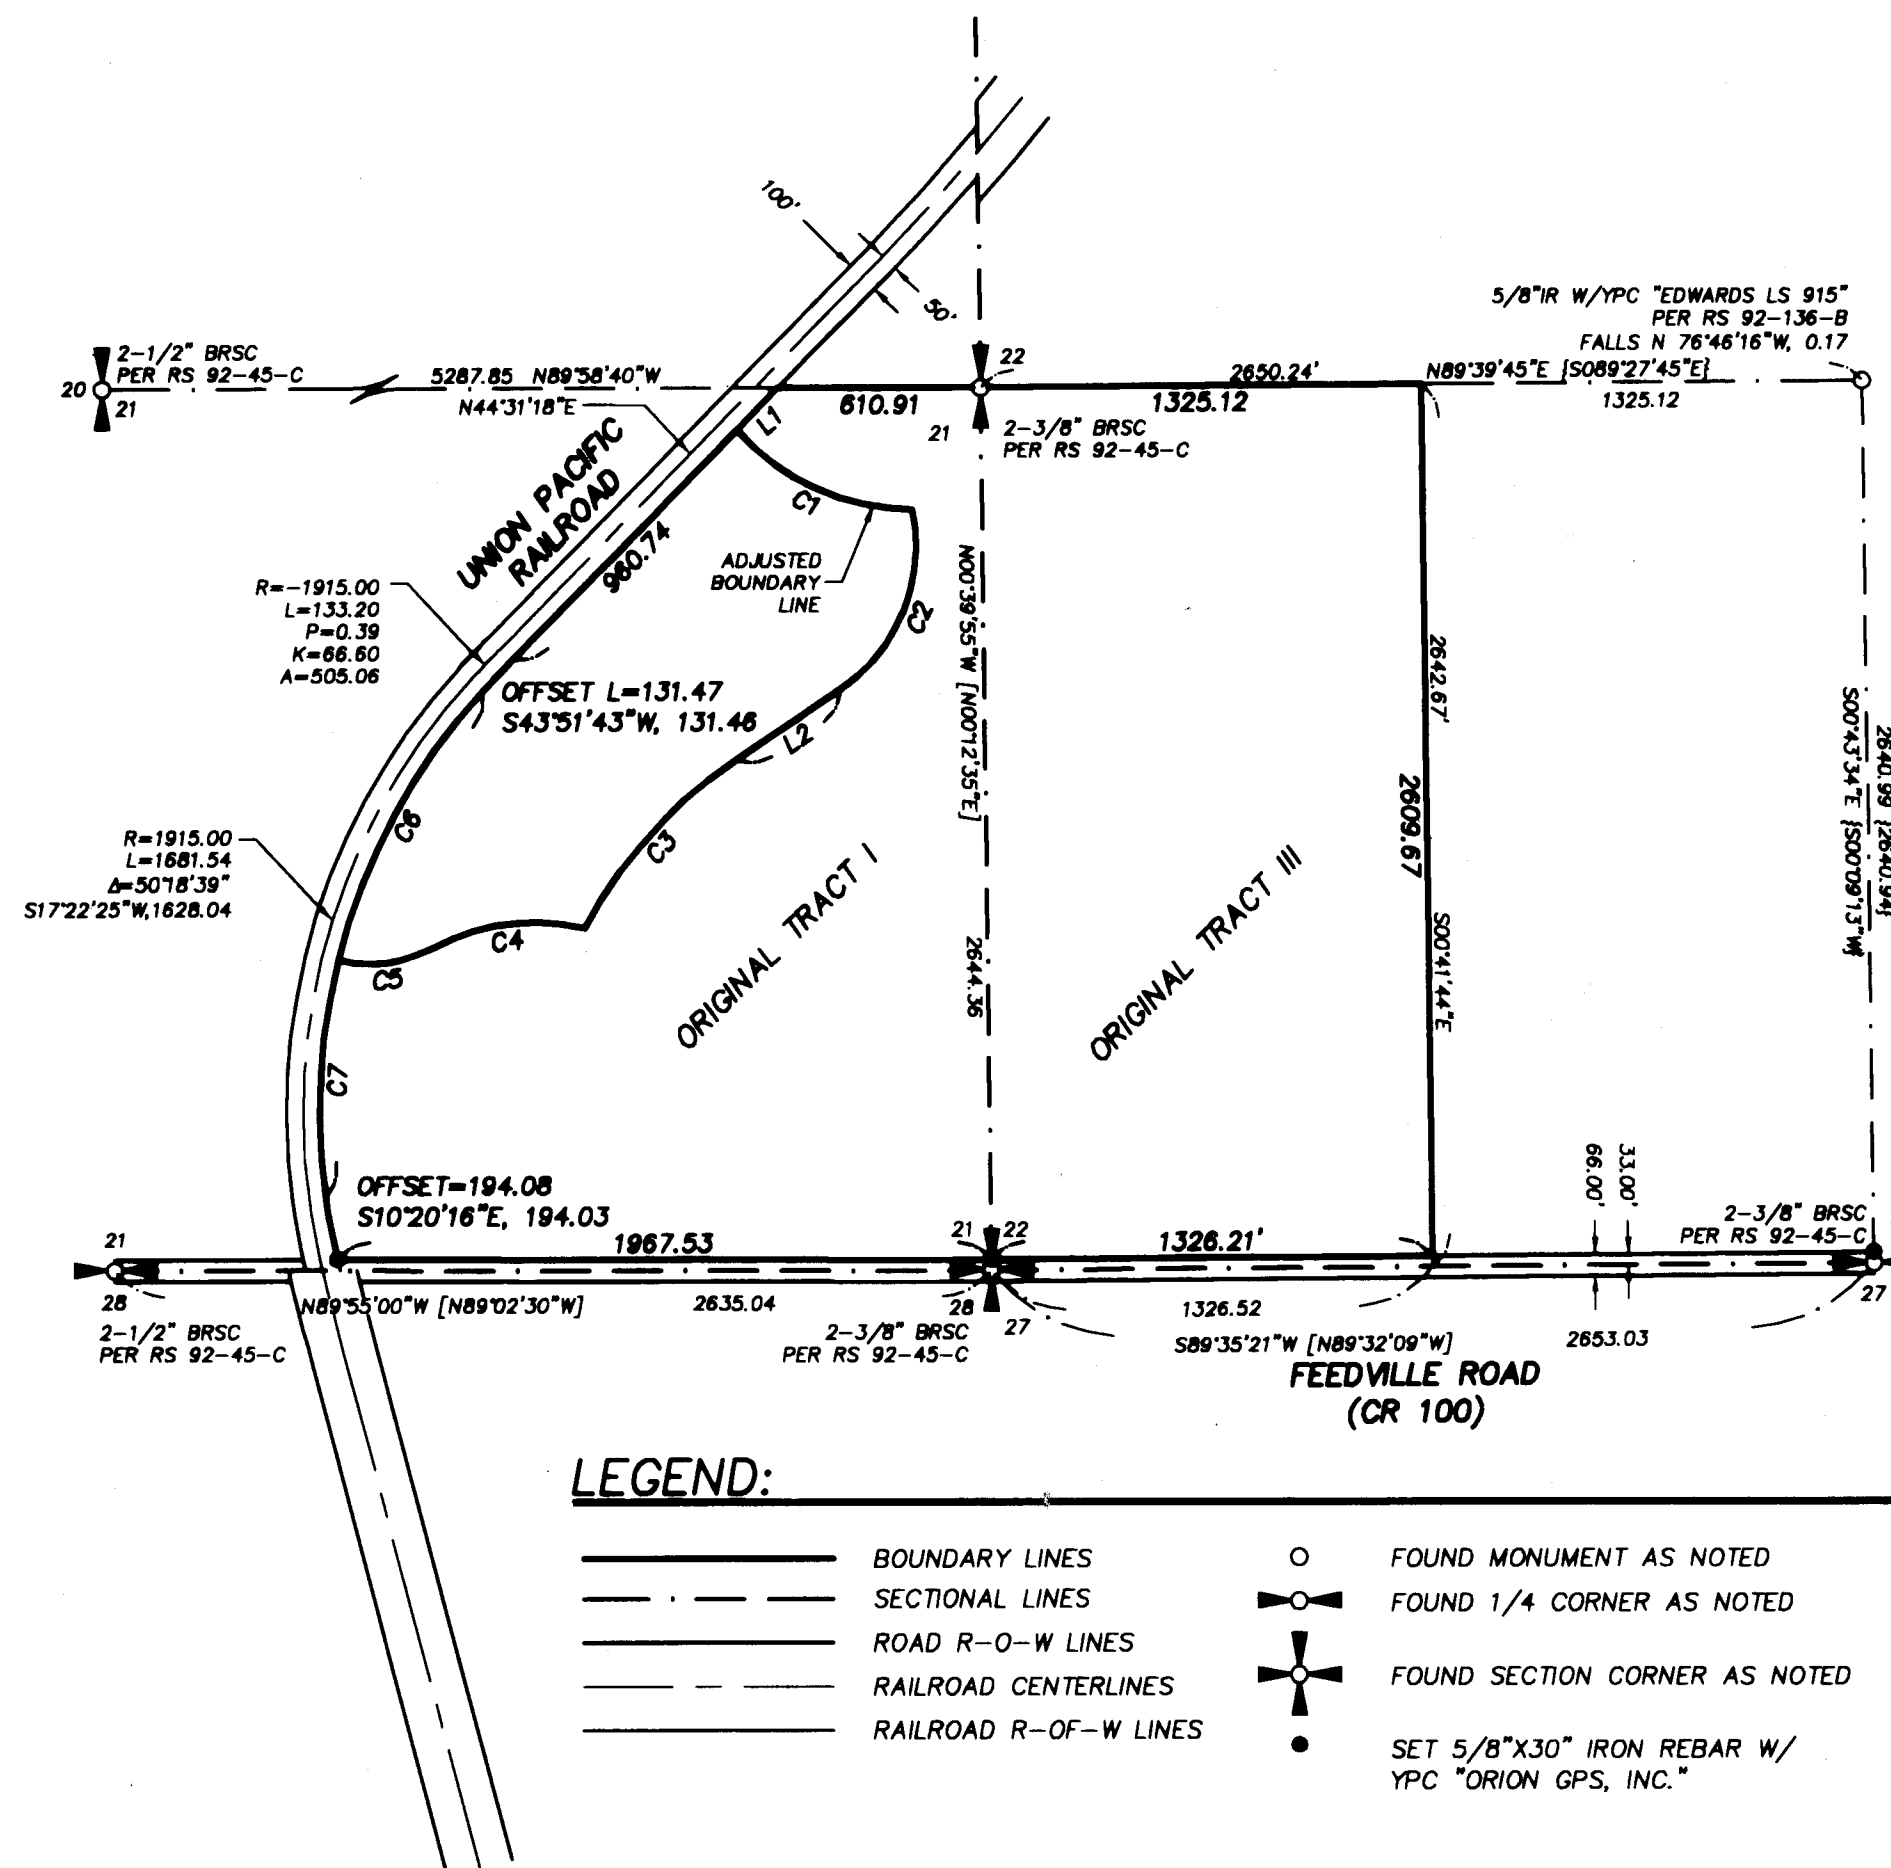 100'
50'
5/8"IR W/YPC "EDWARDS LS 915"
PER RS 92-136-B
FALLS N 76°46'16"W, 0.17
2-1/2" BRSC
PER RS 92-45-C
20
21
5287.85 N89°58'40"W
N44°31'18"E
22
2650.24'
N89°39'45"E {S089°27'45"E}
610.91
1325.12
1325.12
L1
21
2-3/8" BRSC
PER RS 92-45-C
UNION PACIFIC
RAILROAD
960.74
C1
ADJUSTED
BOUNDARY
LINE
C2
R=-1915.00
L=133.20
P=0.39
K=66.60
A=505.06
OFFSET L=131.47
S43°51'43"W, 131.46
L2
N00°39'55"W [N00°12'35"E]
2644.36
2642.67'
2609.67
S00°41'44"E
2640.99 {2640.94}
S00°43'34"E {S00°09'13"W}
C6
R=1915.00
L=1681.54
Δ=50°18'39"
S17°22'25"W,1628.04
C3
C4
C5
ORIGINAL TRACT I
ORIGINAL TRACT III
C7
OFFSET=194.08
S10°20'16"E, 194.03
33.00'
66.00'
2-3/8" BRSC
PER RS 92-45-C
21
1967.53
21
22
1326.21'
28
N89°55'00"W [N89°02'30"W]
2635.04
28
27
1326.52
27
2-1/2" BRSC
PER RS 92-45-C
2-3/8" BRSC
PER RS 92-45-C
S89°35'21"W [N89°32'09"W]
2653.03
FEEDVILLE ROAD
(CR 100)
LEGEND:
BOUNDARY LINES
SECTIONAL LINES
ROAD R-O-W LINES
RAILROAD CENTERLINES
RAILROAD R-OF-W LINES
FOUND MONUMENT AS NOTED
FOUND 1/4 CORNER AS NOTED
FOUND SECTION CORNER AS NOTED
SET 5/8"X30" IRON REBAR W/
YPC "ORION GPS, INC."